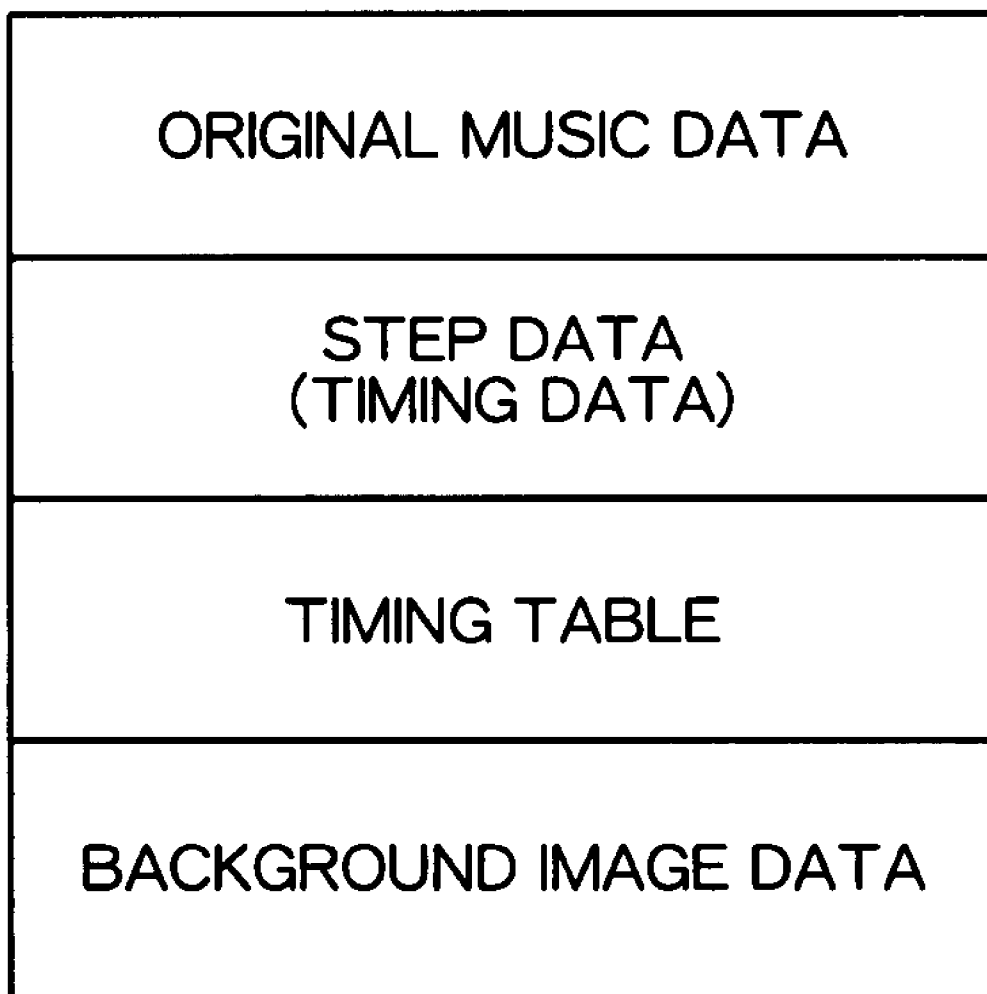 ORIGINAL MUSIC DATA
STEP DATA
(TIMING DATA)
TIMING TABLE
BACKGROUND IMAGE DATA